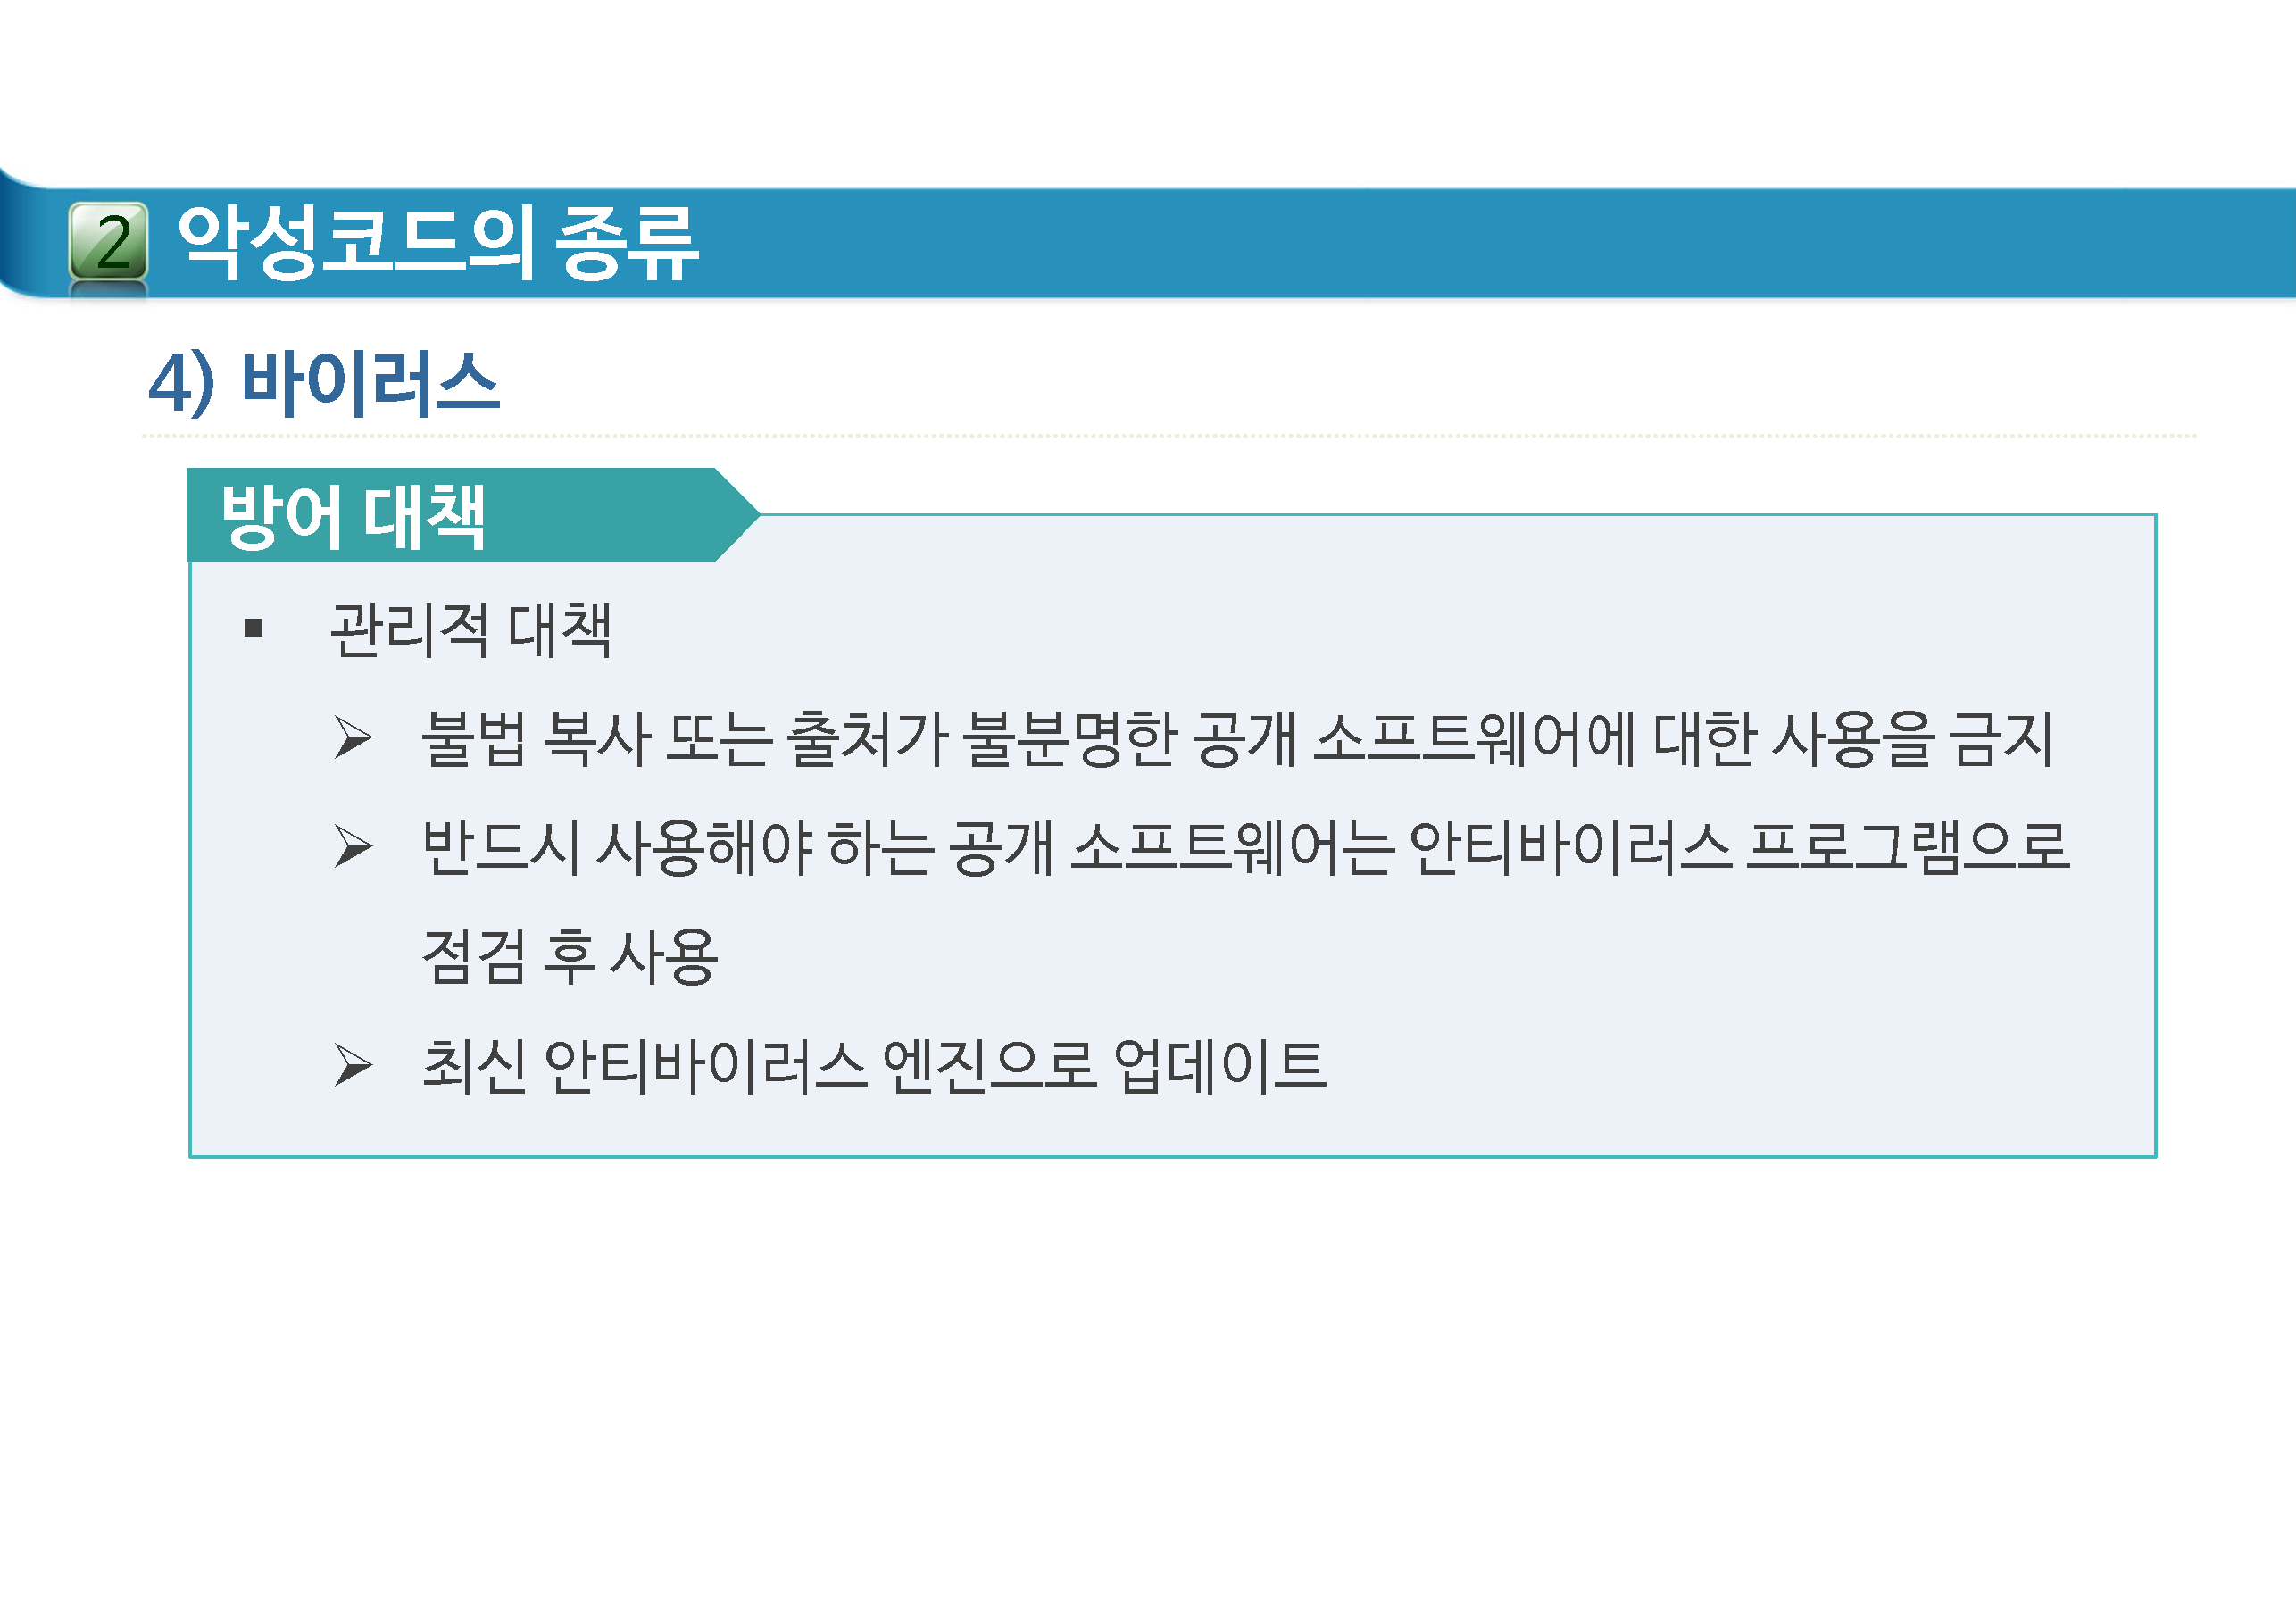 2 악성코드의 종류
4) 바이러스
방어 대책
▪ 관리적 대책
➢ 불법 복사 또는 출처가 불분명한 공개 소프트웨어에 대한 사용을 금지
➢ 반드시 사용해야 하는 공개 소프트웨어는 안티바이러스 프로그램으로
점검 후 사용
➢ 최신 안티바이러스 엔진으로 업데이트